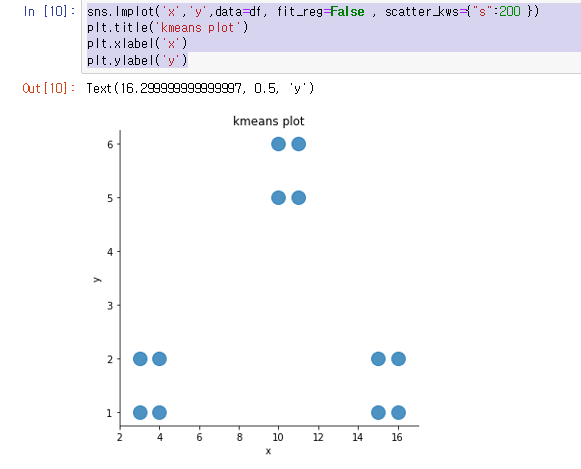 In [10]: sns.lmplot('x','y',data=df, fit_reg=False , scatter_kws={"s":200 })
plt.title('kmeans plot')
plt.xlabel('x')
plt.ylabel('y')
Out[10]: Text(16.299999999999997, 0.5, 'y')
kmeans plot
6
5
4
3
2
1
y
2 4 6 8 10 12 14 16
x